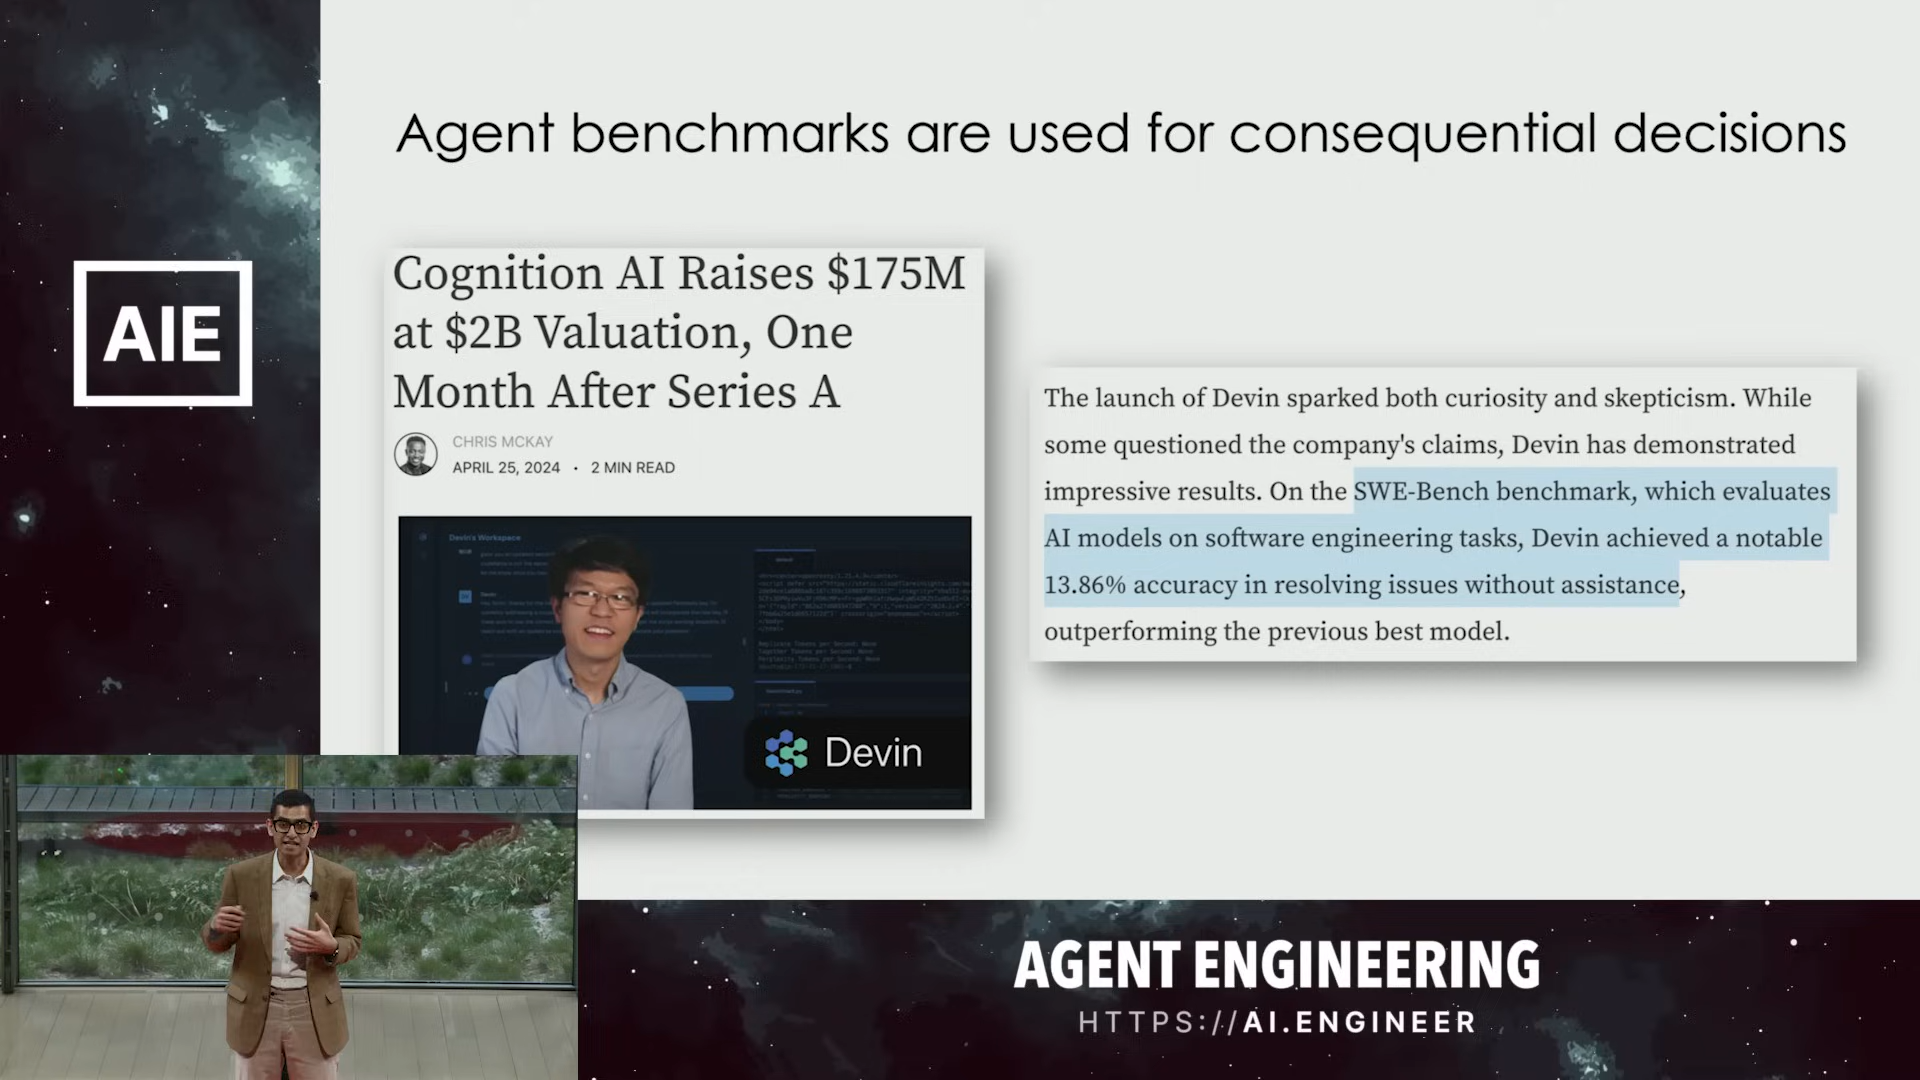 Agent benchmarks are used for consequential decisions
AIE
Cognition AI Raises $175M
at $2B Valuation, One
Month After Series A
CHRIS MCKAY
APRIL 25, 2024 • 2 MIN READ
Devin's Workspace
Devin
The launch of Devin sparked both curiosity and skepticism. While
some questioned the company's claims, Devin has demonstrated
impressive results. On the SWE-Bench benchmark, which evaluates
AI models on software engineering tasks, Devin achieved a notable
13.86% accuracy in resolving issues without assistance,
outperforming the previous best model.
AGENT ENGINEERING
HTTPS://AI.ENGINEER